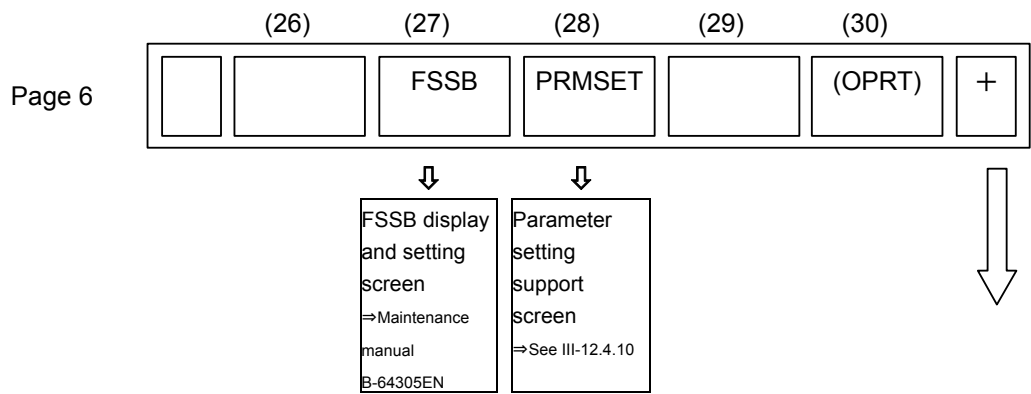 (26) (27) (28) (29) (30)
Page 6
FSSB PRMSET (OPRT) +
FSSB display
and setting
screen
⇒Maintenance
manual
B-64305EN
Parameter
setting
support
screen
⇒See III-12.4.10